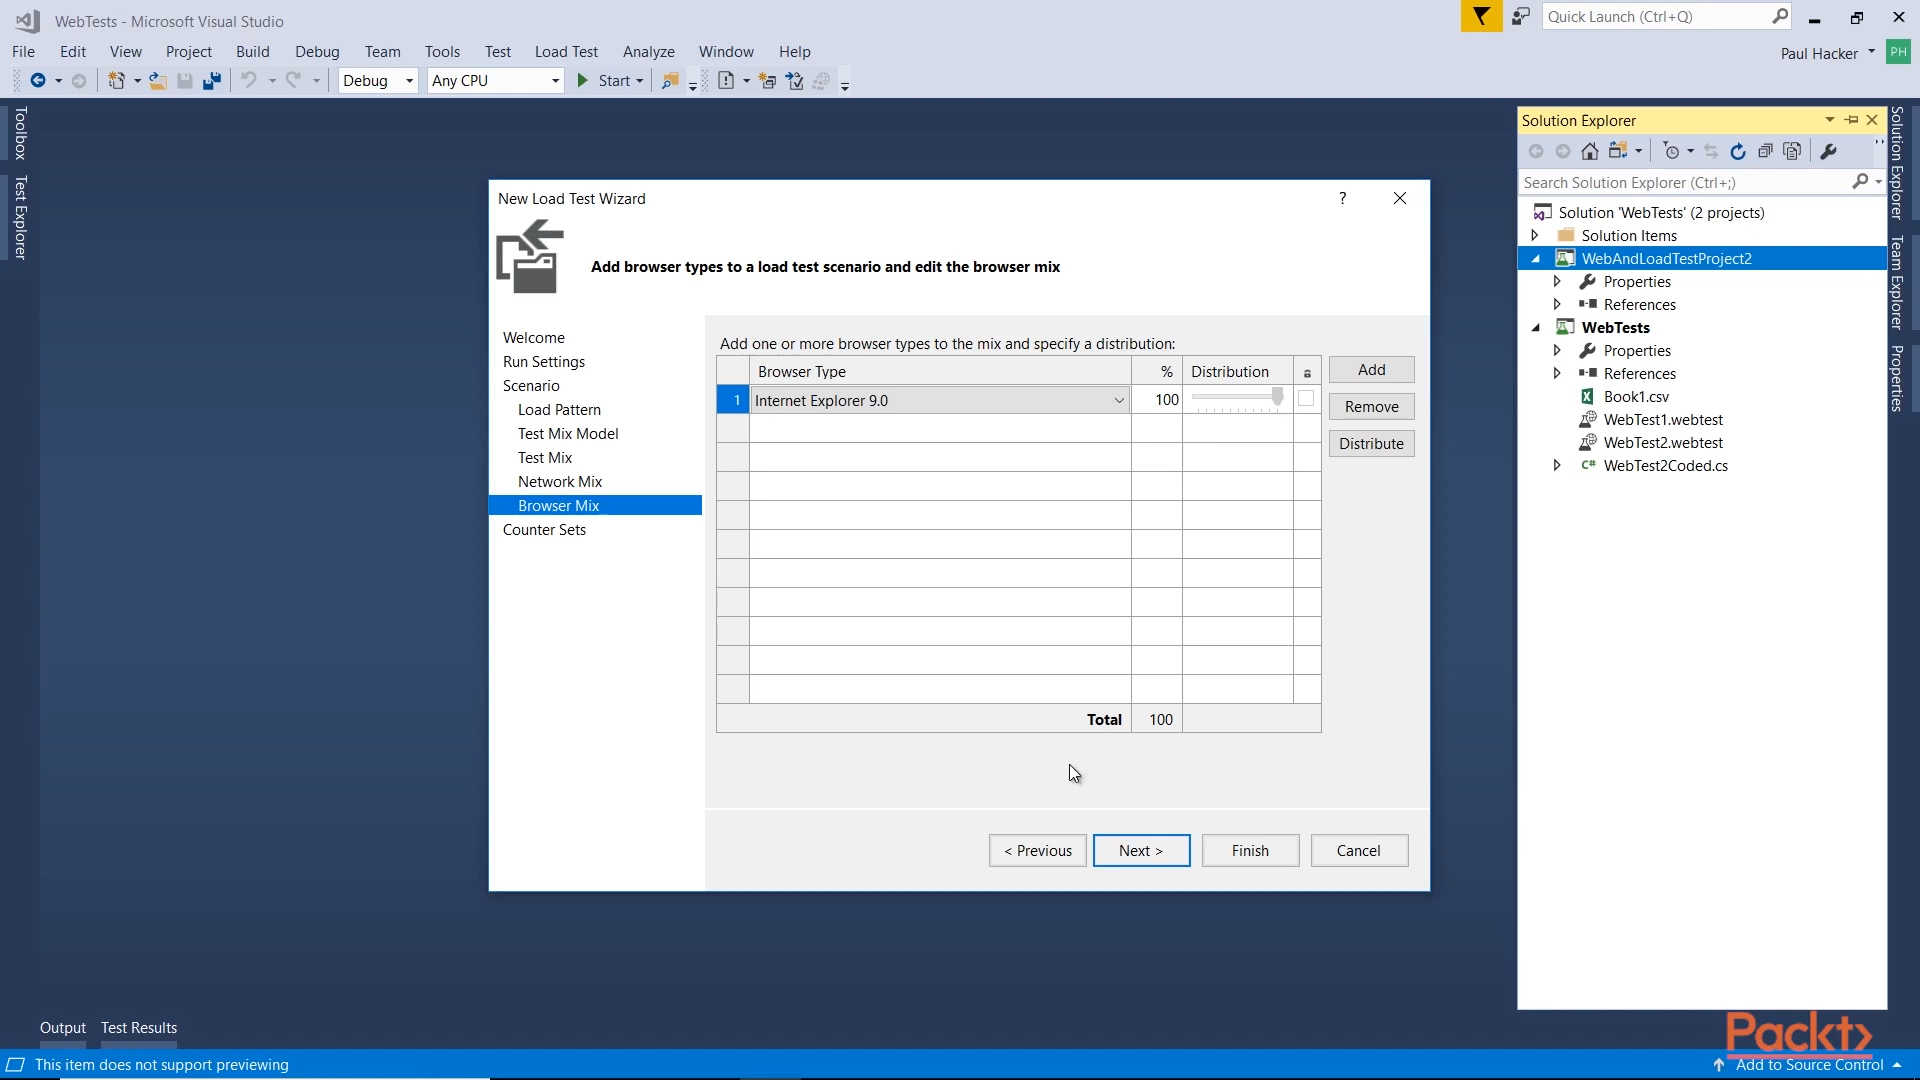 WebTests - Microsoft Visual Studio
Quick Launch (Ctrl+Q)
File Edit View Project Build Debug Team Tools Test Load Test Analyze Window Help
Paul Hacker PH
Debug Any CPU Start
Toolbox
Test Explorer
New Load Test Wizard
?
Add browser types to a load test scenario and edit the browser mix
Welcome
Run Settings
Scenario
Load Pattern
Test Mix Model
Test Mix
Network Mix
Browser Mix
Counter Sets
Add one or more browser types to the mix and specify a distribution:
Browser Type % Distribution
1 Internet Explorer 9.0 100
Total 100
Add
Remove
Distribute
< Previous Next > Finish Cancel
Solution Explorer
Search Solution Explorer (Ctrl+;)
Solution 'WebTests' (2 projects)
Solution Items
WebAndLoadTestProject2
Properties
References
WebTests
Properties
References
Book1.csv
WebTest1.webtest
WebTest2.webtest
C# WebTest2Coded.cs
Solution Explorer
Team Explorer
Properties
Output Test Results
Packt
This item does not support previewing
Add to Source Control